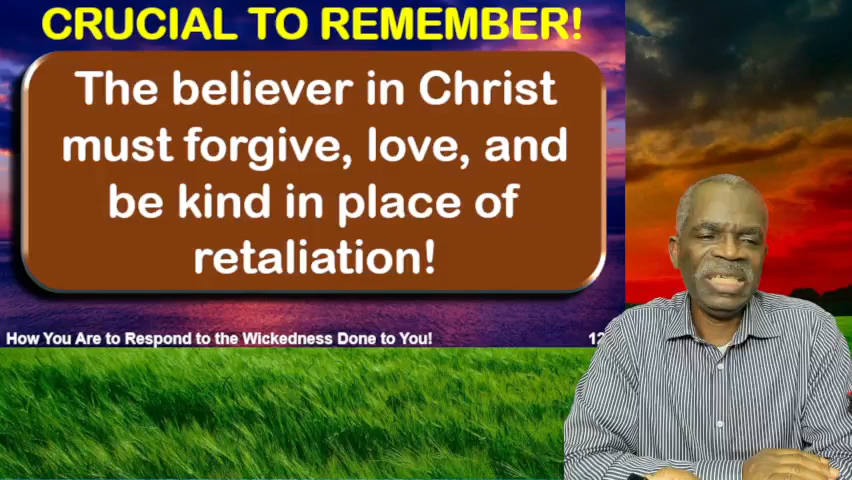 CRUCIAL TO REMEMBER!
The believer in Christ
must forgive, love, and
be kind in place of
retaliation!
How You Are to Respond to the Wickedness Done to You!
12